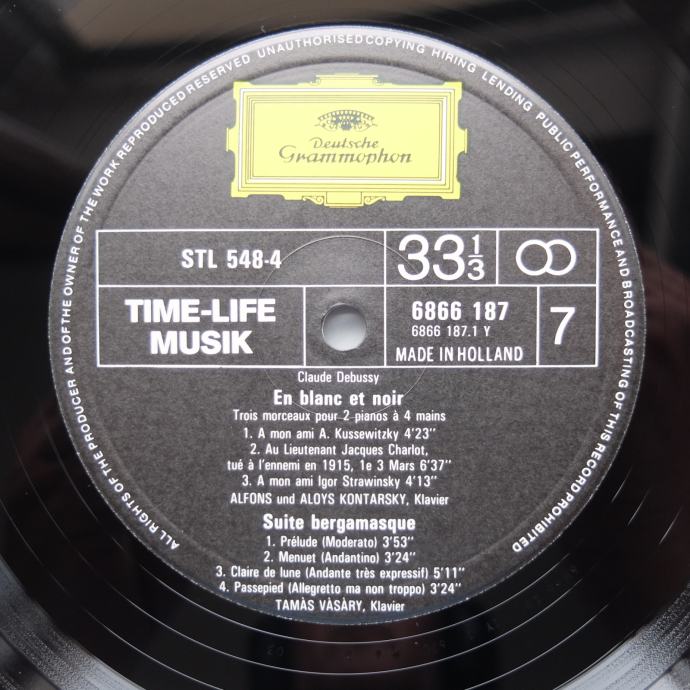 ALL RIGHTS OF THE PRODUCER AND OF THE OWNER OF THE WORK REPRODUCED RESERVED UNAUTHORISED COPYING HIRING LENDING PUBLIC PERFORMANCE AND BROADCASTING OF THIS RECORD PROHIBITED
Deutsche
Grammophon
STL 548-4
33 1/3
TIME-LIFE
MUSIK
6866 187
6866 187.1 Y
MADE IN HOLLAND
7
Claude Debussy
En blanc et noir
Trois morceaux pour 2 pianos à 4 mains
1. A mon ami A. Kussewitzky 4'23''
2. Au Lieutenant Jacques Charlot,
tué à l'ennemi en 1915, 1e 3 Mars 6'37''
3. A mon ami Igor Strawinsky 4'13''
ALFONS und ALOYS KONTARSKY, Klavier
Suite bergamasque
1. Prélude (Moderato) 3'53''
2. Menuet (Andantino) 3'24''
3. Claire de lune (Andante très expressif) 5'11''
4. Passepied (Allegretto ma non troppo) 3'24''
TAMÀS VÀSÀRY, Klavier